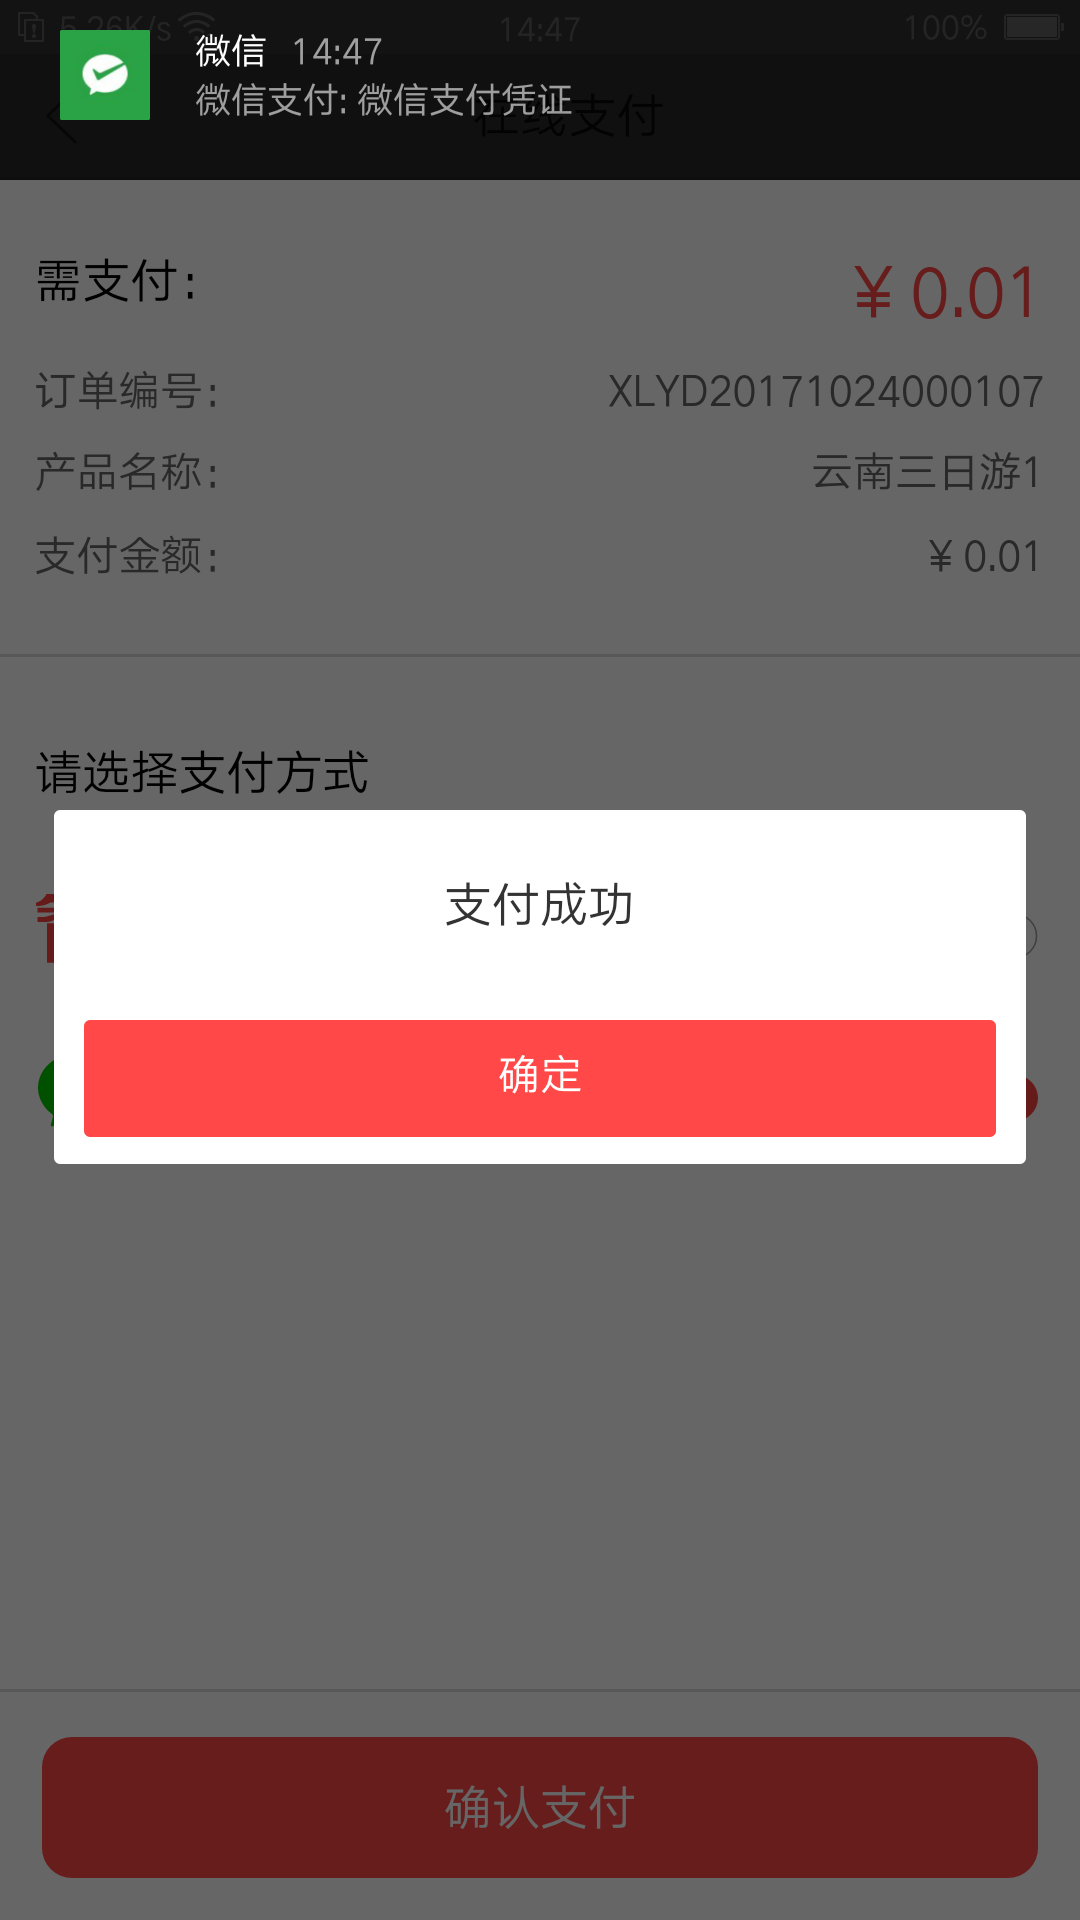 5.26K/s 14:47 100%
微信 14:47
微信支付: 微信支付凭证
在线支付
需支付:
¥ 0.01
订单编号:
XLYD20171024000107
产品名称:
云南三日游1
支付金额:
¥ 0.01
请选择支付方式
支付成功
确定
确认支付